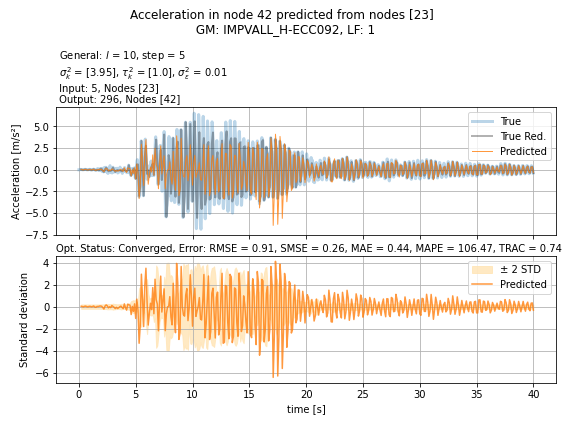 Acceleration in node 42 predicted from nodes [23]
GM: IMPVALL_H-ECC092, LF: 1
General: l = 10, step = 5
σ²ₖ = [3.95], τ²ₖ = [1.0], σ²ε = 0.01
Input: 5, Nodes [23]
Output: 296, Nodes [42]
Acceleration [m/s²]
5.0
2.5
0.0
−2.5
−5.0
−7.5
True
True Red.
Predicted
Opt. Status: Converged, Error: RMSE = 0.91, SMSE = 0.26, MAE = 0.44, MAPE = 106.47, TRAC = 0.74
Standard deviation
4
2
0
−2
−4
−6
± 2 STD
Predicted
0 5 10 15 20 25 30 35 40
time [s]